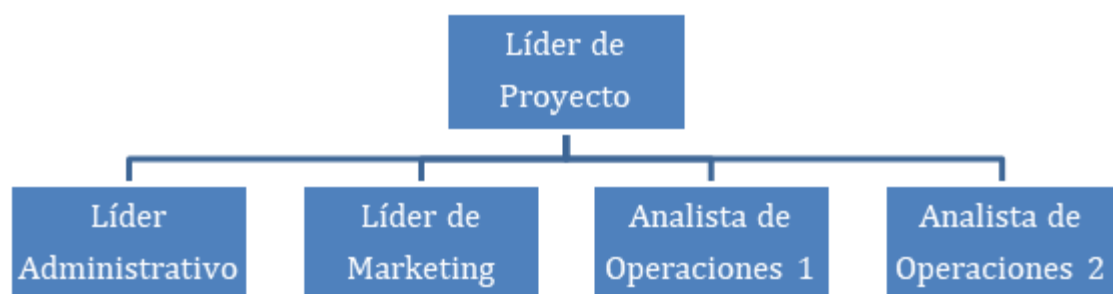 Líder de
Proyecto
Líder
Administrativo
Líder de
Marketing
Analista de
Operaciones 1
Analista de
Operaciones 2